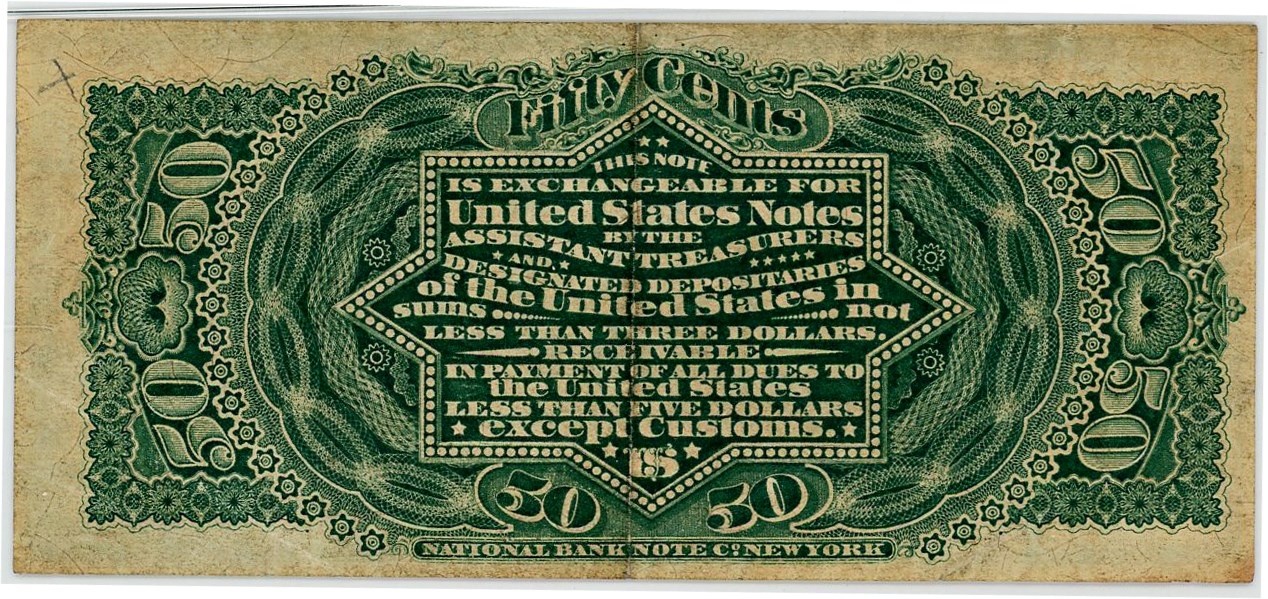 Fifty Cents
THIS NOTE
IS EXCHANGEABLE FOR
United States Notes
BY THE
ASSISTANT TREASURERS
AND
DESIGNATED DEPOSITARIES
of the United States in
sums not
LESS THAN THREE DOLLARS.
RECEIVABLE
IN PAYMENT OF ALL DUES TO
the United States
LESS THAN FIVE DOLLARS
except Customs.
US
50
50
50
50
50 50
NATIONAL BANK NOTE Co. NEW YORK